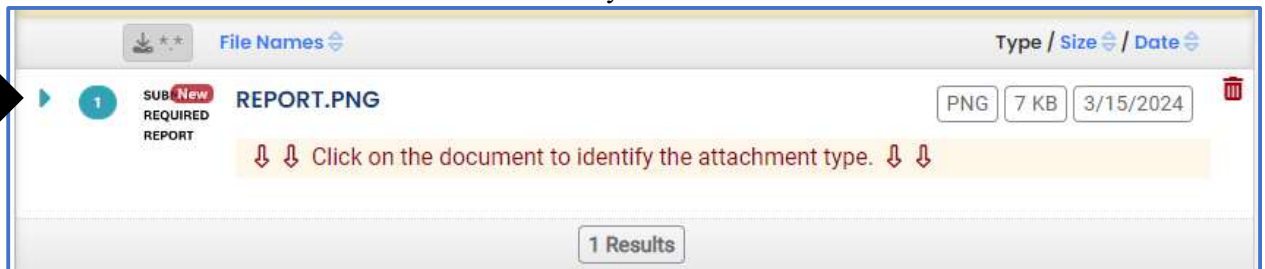 *.* File Names Type / Size / Date
1 New REPORT.PNG PNG 7 KB 3/15/2024
REQUIRED
REPORT
⇩ ⇩ Click on the document to identify the attachment type. ⇩ ⇩
1 Results